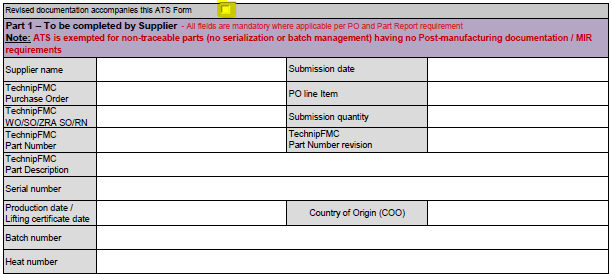 Revised documentation accompanies this ATS Form
Part 1 – To be completed by Supplier - All fields are mandatory where applicable per PO and Part Report requirement
Note: ATS is exempted for non-traceable parts (no serialization or batch management) having no Post-manufacturing documentation / MIR
requirements
Supplier name
Submission date
TechnipFMC
Purchase Order
PO line Item
TechnipFMC
WO/SO/ZRA SO/RN
Submission quantity
TechnipFMC
Part Number
TechnipFMC
Part Number revision
TechnipFMC
Part Description
Serial number
Production date /
Lifting certificate date
Country of Origin (COO)
Batch number
Heat number